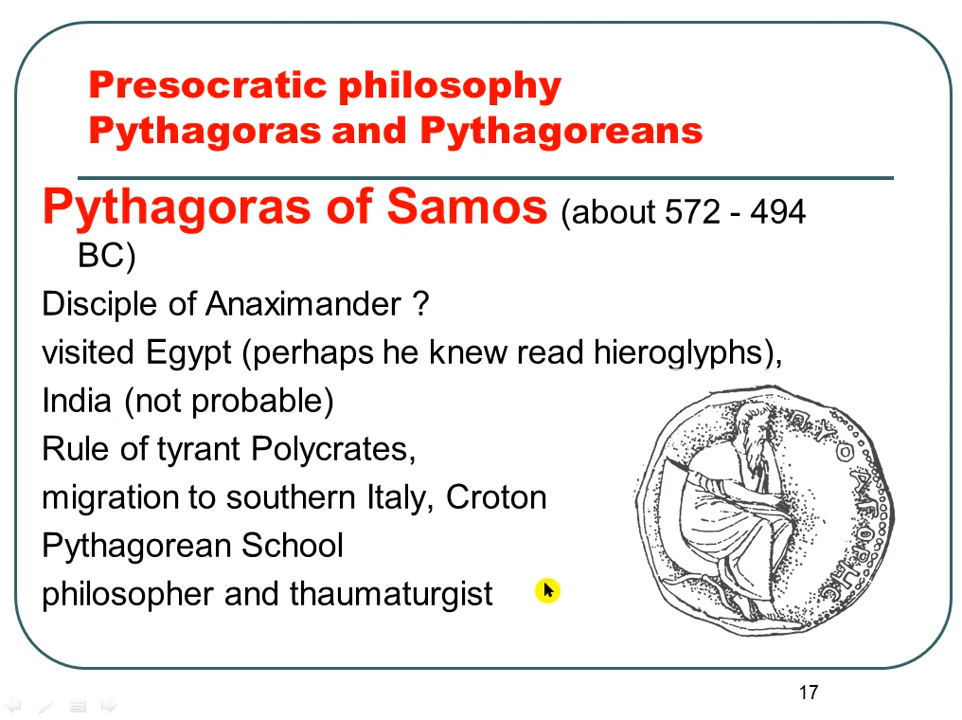 Presocratic philosophy
Pythagoras and Pythagoreans
Pythagoras of Samos (about 572 - 494
BC)
Disciple of Anaximander ?
visited Egypt (perhaps he knew read hieroglyphs),
India (not probable)
Rule of tyrant Polycrates,
migration to southern Italy, Croton
Pythagorean School
philosopher and thaumaturgist
17